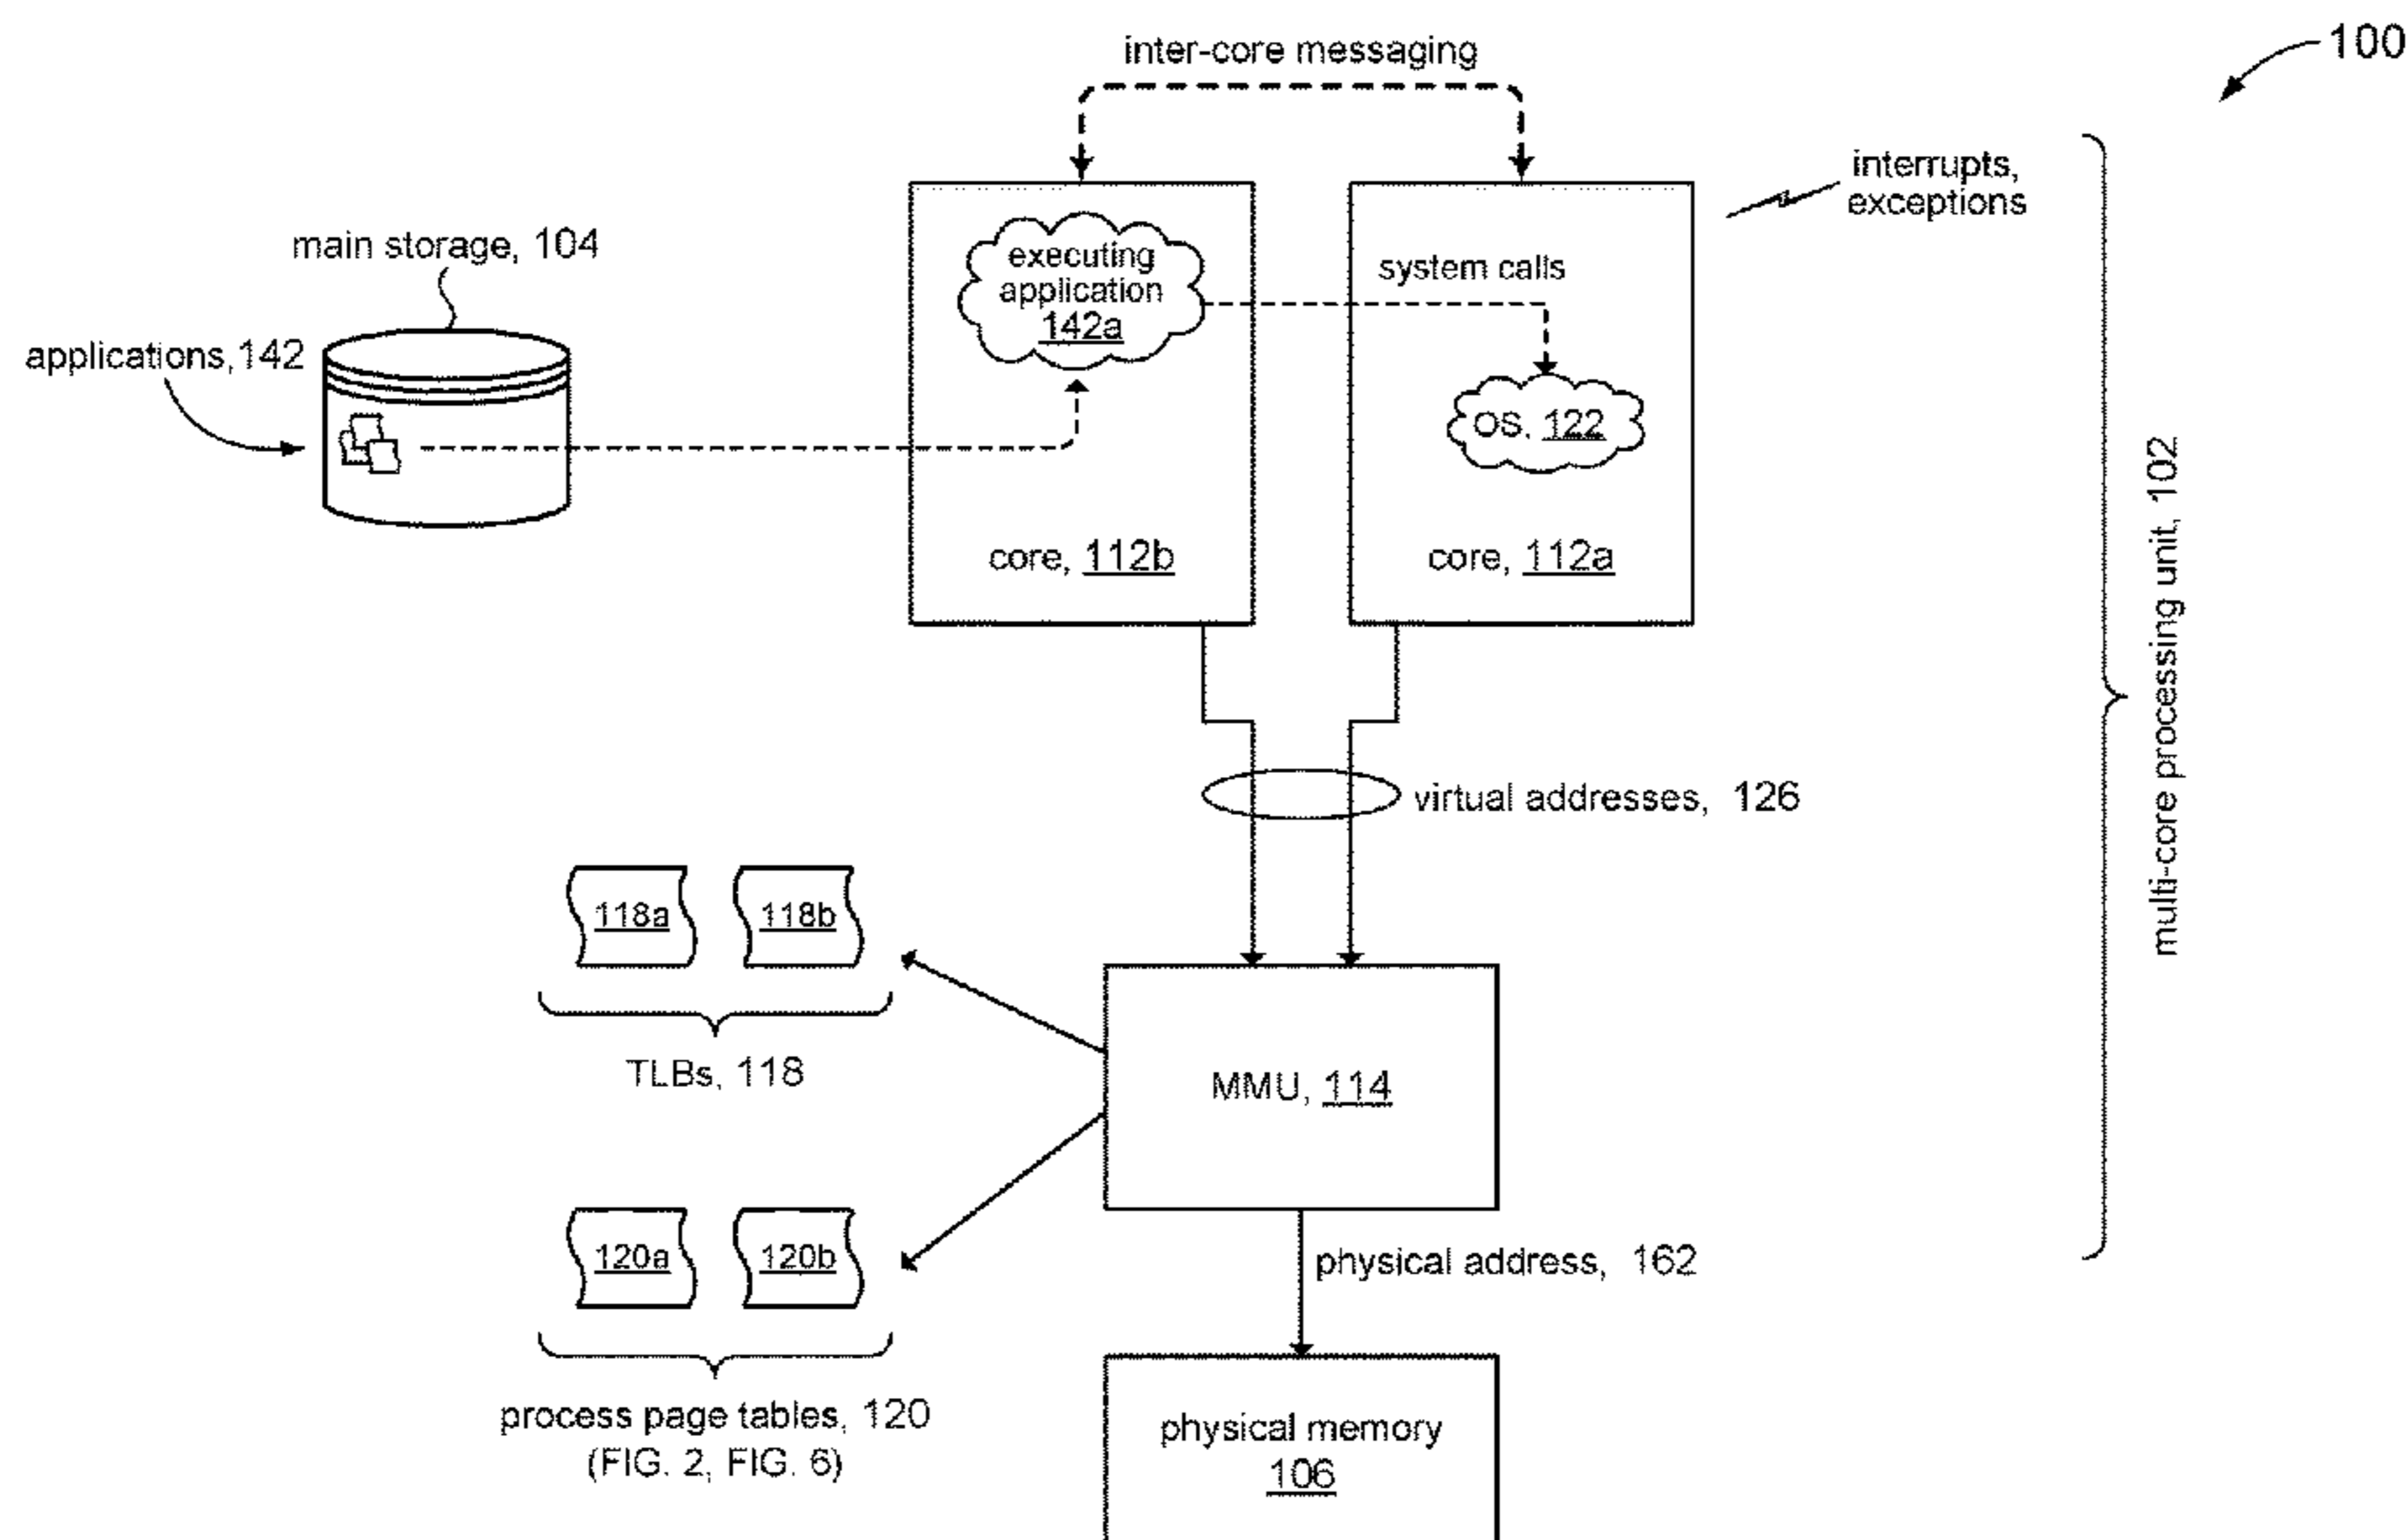 100
inter-core messaging
interrupts,
exceptions
main storage, 104
applications,142
executing
application
142a
system calls
OS, 122
core, 112b
core, 112a
multi-core processing unit, 102
virtual addresses, 126
118a
118b
TLBs, 118
MMU, 114
120a
120b
physical address, 162
process page tables, 120
(FIG. 2, FIG. 6)
physical memory
106